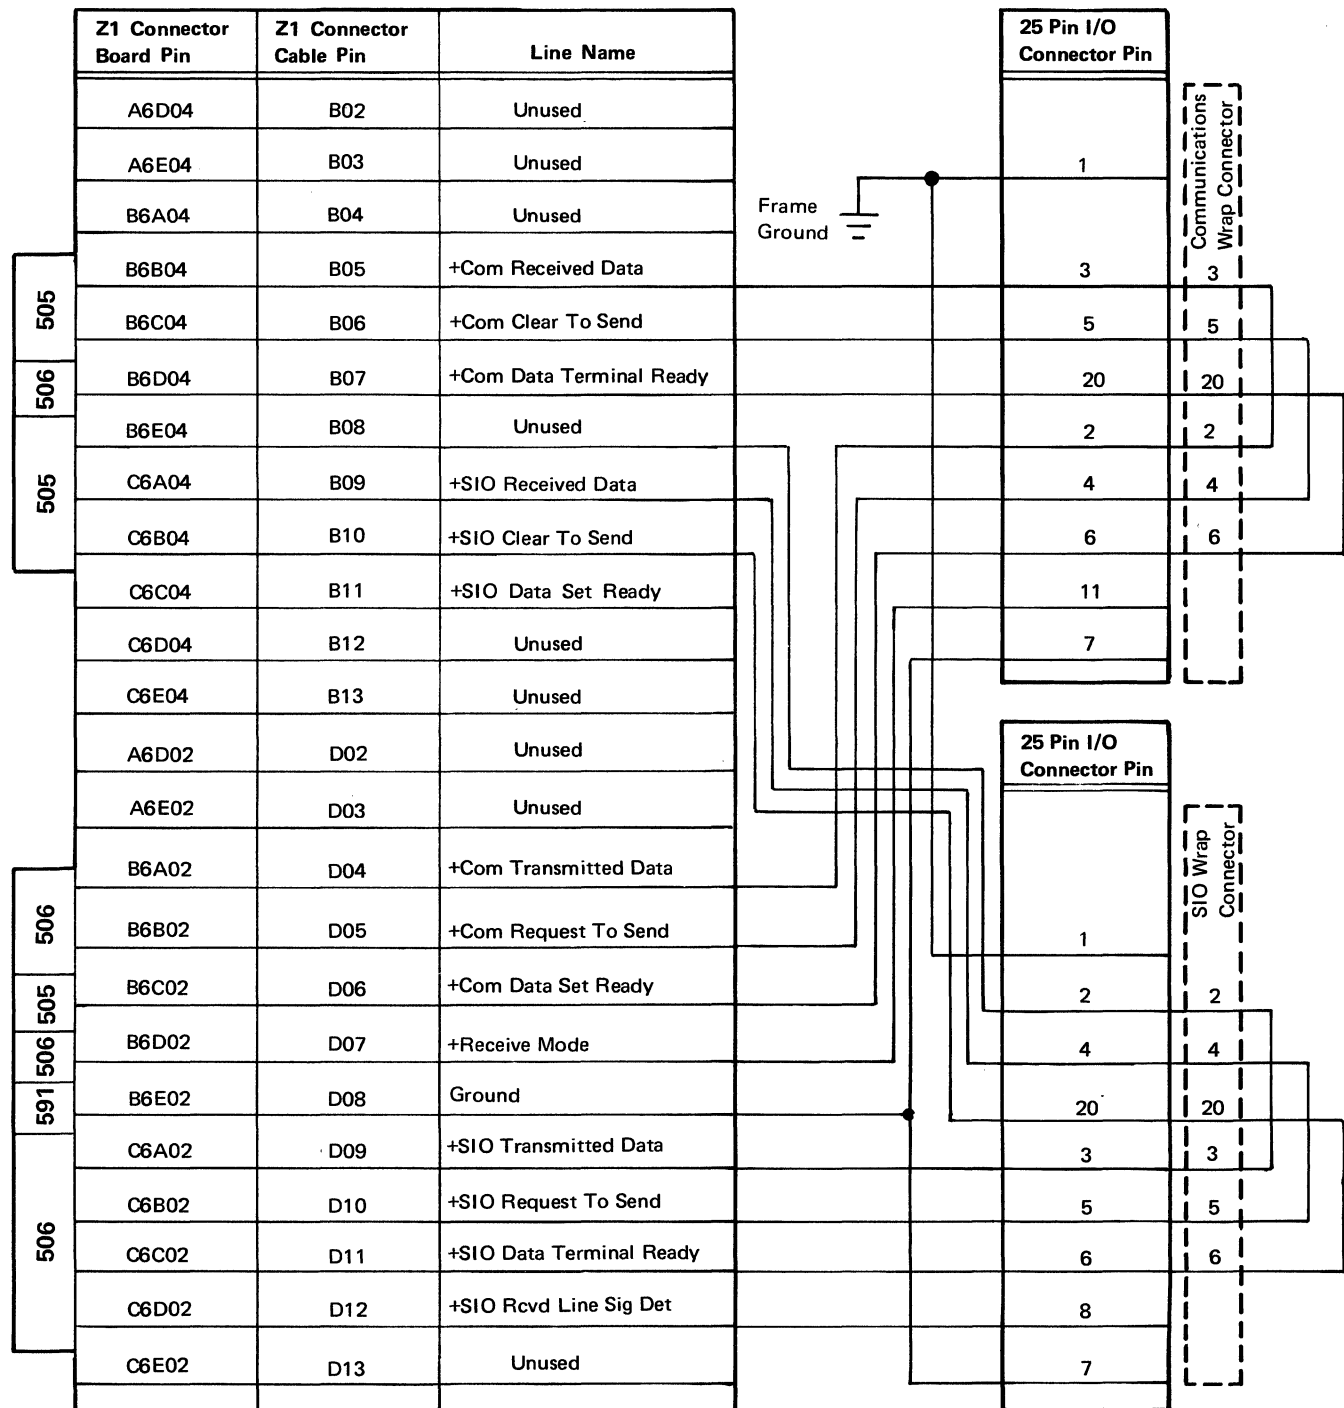 Z1 Connector
Board Pin
Z1 Connector
Cable Pin
Line Name
A6D04 B02 Unused
A6E04 B03 Unused
B6A04 B04 Unused
B6B04 B05 +Com Received Data
B6C04 B06 +Com Clear To Send
B6D04 B07 +Com Data Terminal Ready
B6E04 B08 Unused
C6A04 B09 +SIO Received Data
C6B04 B10 +SIO Clear To Send
C6C04 B11 +SIO Data Set Ready
C6D04 B12 Unused
C6E04 B13 Unused
A6D02 D02 Unused
A6E02 D03 Unused
B6A02 D04 +Com Transmitted Data
B6B02 D05 +Com Request To Send
B6C02 D06 +Com Data Set Ready
B6D02 D07 +Receive Mode
B6E02 D08 Ground
C6A02 D09 +SIO Transmitted Data
C6B02 D10 +SIO Request To Send
C6C02 D11 +SIO Data Terminal Ready
C6D02 D12 +SIO Rcvd Line Sig Det
C6E02 D13 Unused
505
506
505
506
505
506
591
506
Frame
Ground
25 Pin I/O
Connector Pin
1
3
5
20
2
4
6
11
7
Communications
Wrap Connector
3
5
20
2
4
6
25 Pin I/O
Connector Pin
1
2
4
20
3
5
6
8
7
SIO Wrap
Connector
2
4
20
3
5
6